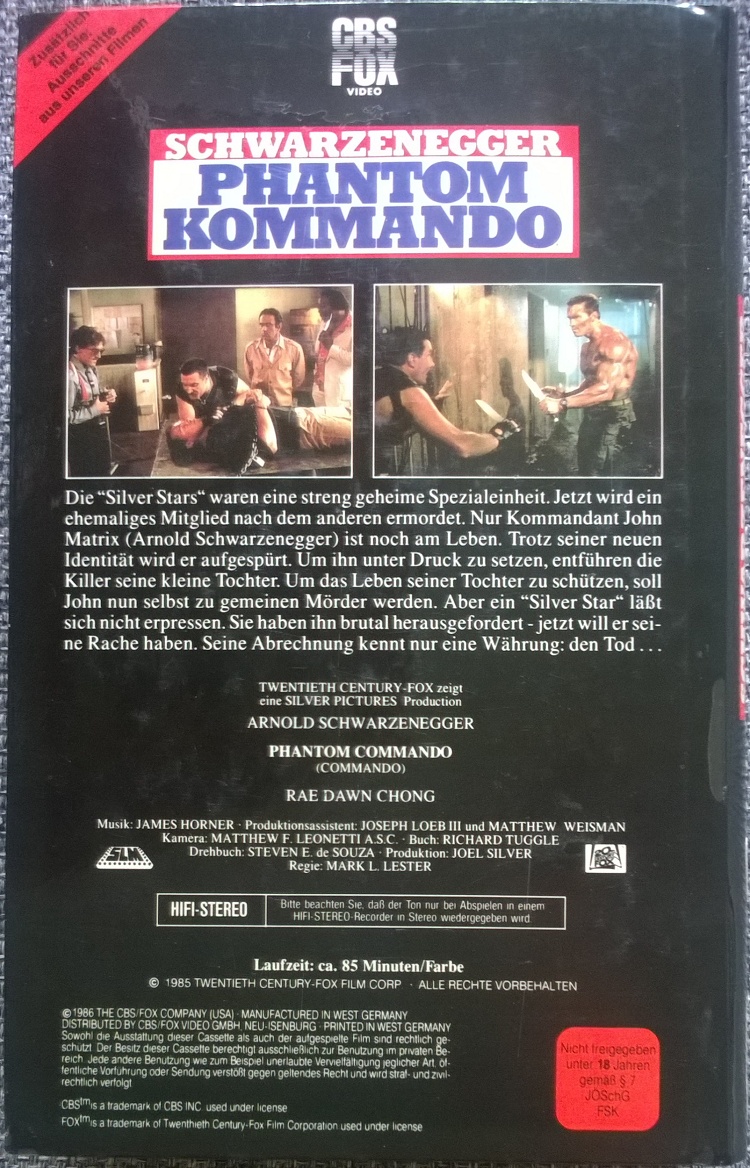 Zusätzlich
für Sie:
Ausschnitte
aus unseren Filmen
CBS
FOX
VIDEO
SCHWARZENEGGER
PHANTOM
KOMMANDO
Die "Silver Stars" waren eine streng geheime Spezialeinheit. Jetzt wird ein
ehemaliges Mitglied nach dem anderen ermordet. Nur Kommandant John
Matrix (Arnold Schwarzenegger) ist noch am Leben. Trotz seiner neuen
Identität wird er aufgespürt. Um ihn unter Druck zu setzen, entführen die
Killer seine kleine Tochter. Um das Leben seiner Tochter zu schützen, soll
John nun selbst zu gemeinen Mörder werden. Aber ein "Silver Star" läßt
sich nicht erpressen. Sie haben ihn brutal herausgefordert - jetzt will er sei-
ne Rache haben. Seine Abrechnung kennt nur eine Währung: den Tod ...
TWENTIETH CENTURY-FOX zeigt
eine SILVER PICTURES Production
ARNOLD SCHWARZENEGGER
PHANTOM COMMANDO
(COMMANDO)
RAE DAWN CHONG
Musik: JAMES HORNER · Produktionsassistent: JOSEPH LOEB III und MATTHEW WEISMAN
Kamera: MATTHEW F. LEONETTI A.S.C. · Buch: RICHARD TUGGLE
Drehbuch: STEVEN E. de SOUZA · Produktion: JOEL SILVER
Regie: MARK L. LESTER
FOX
HIFI-STEREO
Bitte beachten Sie, daß der Ton nur bei Abspielen in einem
HIFI-STEREO-Recorder in Stereo wiedergegeben wird.
Laufzeit: ca. 85 Minuten/Farbe
© 1985 TWENTIETH CENTURY-FOX FILM CORP · ALLE RECHTE VORBEHALTEN
© 1986 THE CBS/FOX COMPANY (USA) · MANUFACTURED IN WEST GERMANY
DISTRIBUTED BY CBS/FOX VIDEO GMBH, NEU-ISENBURG · PRINTED IN WEST GERMANY
Sowohl die Ausstattung dieser Cassette als auch der aufgespielte Film sind rechtlich ge-
schützt. Der Besitz dieser Cassette berechtigt ausschließlich zur Benutzung im privaten Be-
reich. Jede andere Benutzung wie zum Beispiel unerlaubte Vervielfältigung jeglicher Art, öf-
fentliche Vorführung oder Sendung verstößt gegen geltendes Recht und wird straf- und zivil-
rechtlich verfolgt.
CBS™ is a trademark of CBS INC. used under license
FOX™ is a trademark of Twenthieth Century-Fox Film Corporation used under license
Nicht freigegeben
unter 18 Jahren
gemäß § 7
JÖSchG
FSK